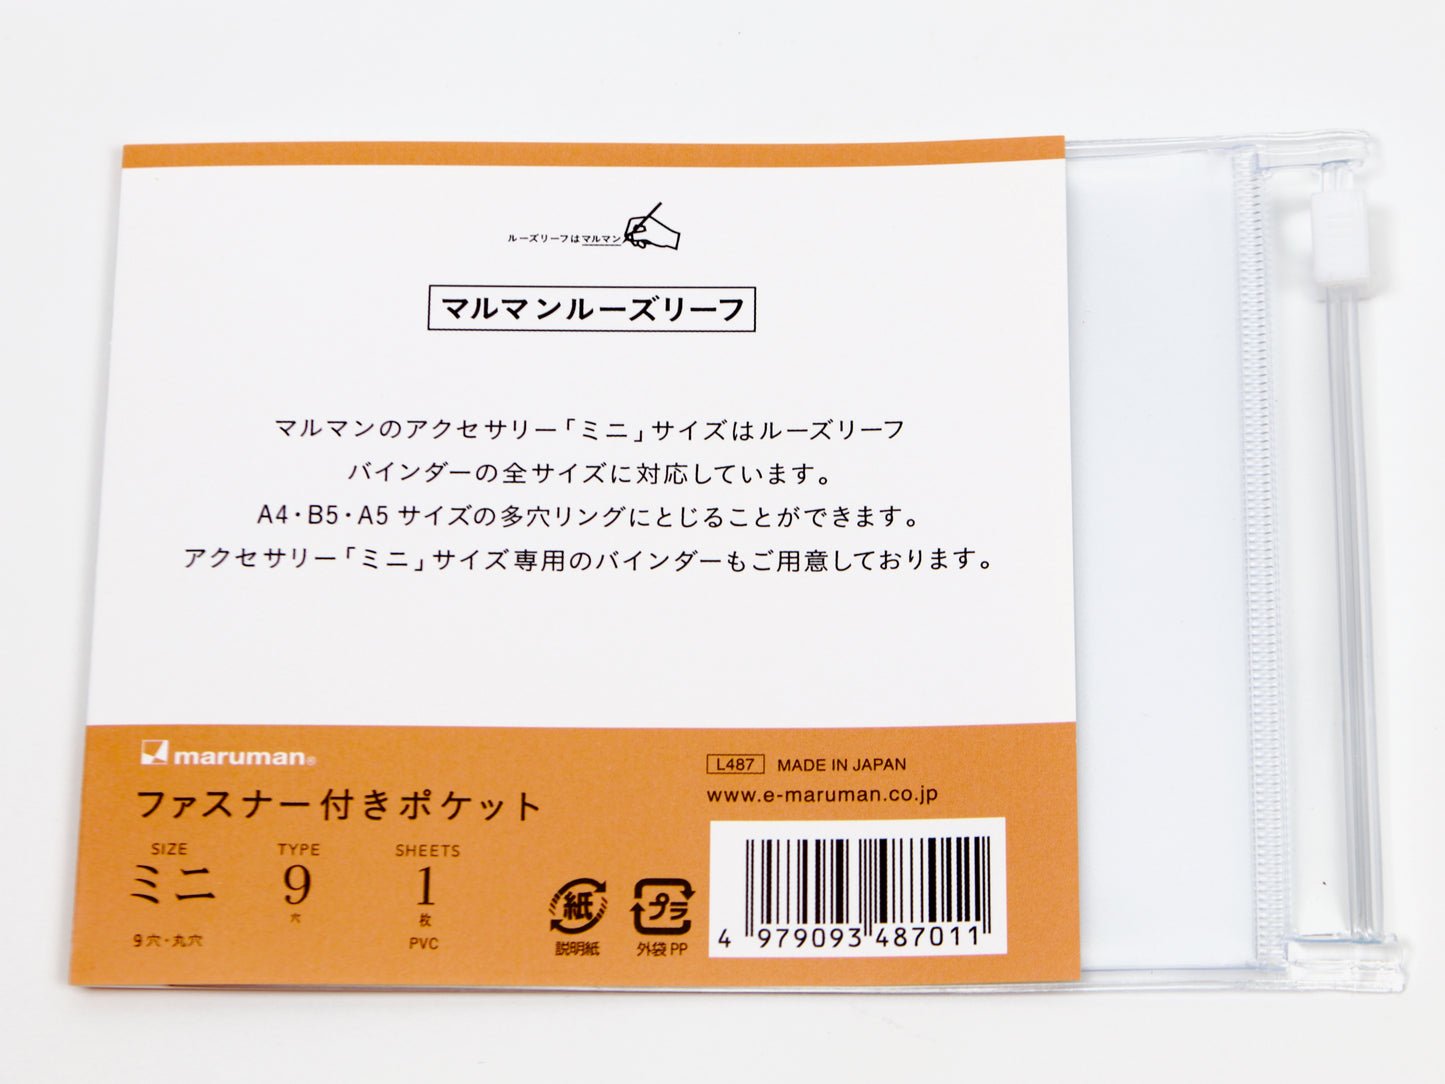 ルーズリーフはマルマン
マルマンルーズリーフ
マルマンのアクセサリー「ミニ」サイズはルーズリーフ
バインダーの全サイズに対応しています。
A4・B5・A5 サイズの多穴リングにとじることができます。
アクセサリー「ミニ」サイズ専用のバインダーもご用意しております。
maruman®
ファスナー付きポケット
SIZE TYPE SHEETS
ミニ 9 1
穴 枚
9穴・丸穴 PVC
紙 プラ
説明紙 外袋 PP
L487 MADE IN JAPAN
www.e-maruman.co.jp
4 979093 487011